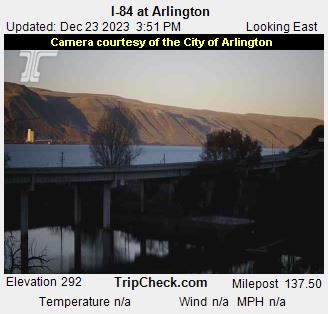 I-84 at Arlington
Updated: Dec 23 2023 3:51 PM Looking East
Camera courtesy of the City of Arlington
Elevation 292 TripCheck.com Milepost 137.50
Temperature n/a Wind n/a MPH n/a